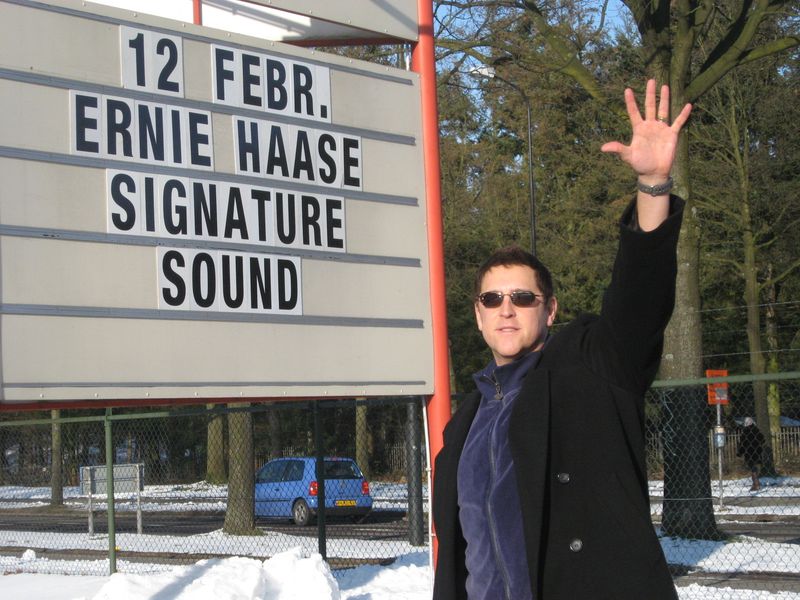 12 FEBR.
ERNIE HAASE
SIGNATURE
SOUND